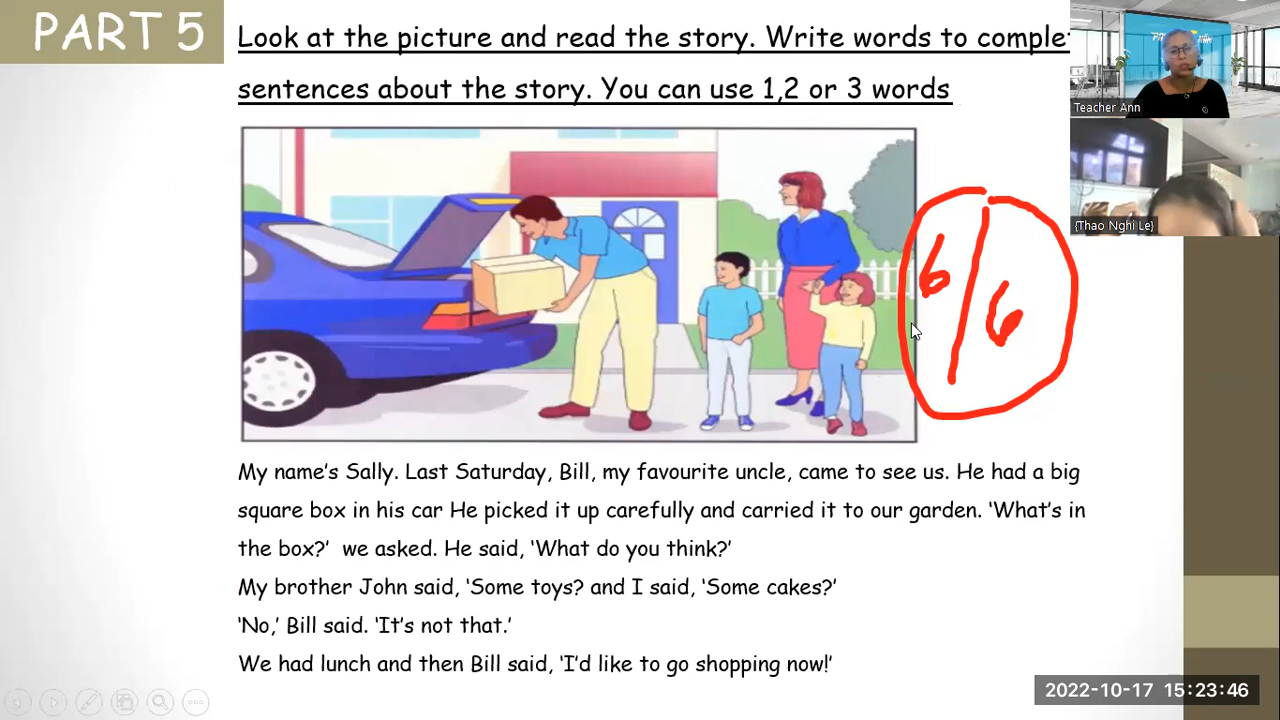 PART 5
Look at the picture and read the story. Write words to complet
sentences about the story. You can use 1,2 or 3 words
Teacher Ann
{Thao Nghi Le}
6/6
My name's Sally. Last Saturday, Bill, my favourite uncle, came to see us. He had a big
square box in his car He picked it up carefully and carried it to our garden. 'What's in
the box?' we asked. He said, 'What do you think?'
My brother John said, 'Some toys? and I said, 'Some cakes?'
'No,' Bill said. 'It's not that.'
We had lunch and then Bill said, 'I'd like to go shopping now!'
2022-10-17 15:23:46